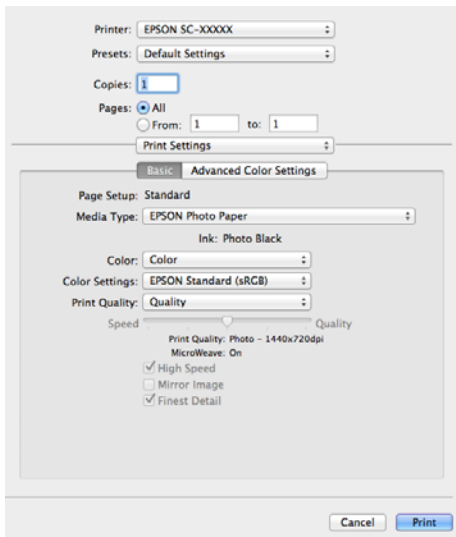 Printer: EPSON SC-XXXXX
Presets: Default Settings
Copies: 1
Pages: All
From: 1 to: 1
Print Settings
Basic Advanced Color Settings
Page Setup: Standard
Media Type: EPSON Photo Paper
Ink: Photo Black
Color: Color
Color Settings: EPSON Standard (sRGB)
Print Quality: Quality
Speed Quality
Print Quality: Photo - 1440x720dpi
MicroWeave: On
High Speed
Mirror Image
Finest Detail
Cancel Print